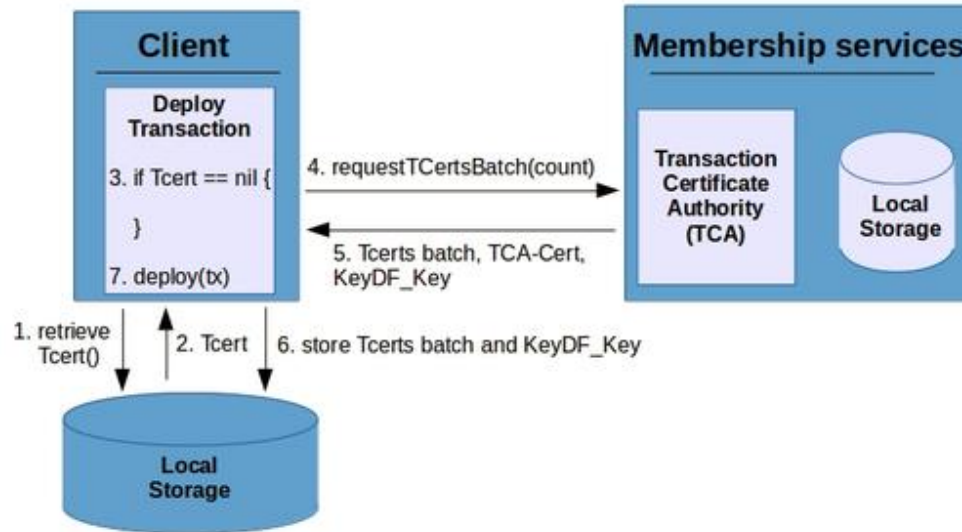 Client
Deploy
Transaction
3. if Tcert == nil {
}
7. deploy(tx)
4. requestTCertsBatch(count)
5. Tcerts batch, TCA-Cert,
KeyDF_Key
Membership services
Transaction
Certificate
Authority
(TCA)
Local
Storage
1. retrieve
Tcert()
2. Tcert
6. store Tcerts batch and KeyDF_Key
Local
Storage